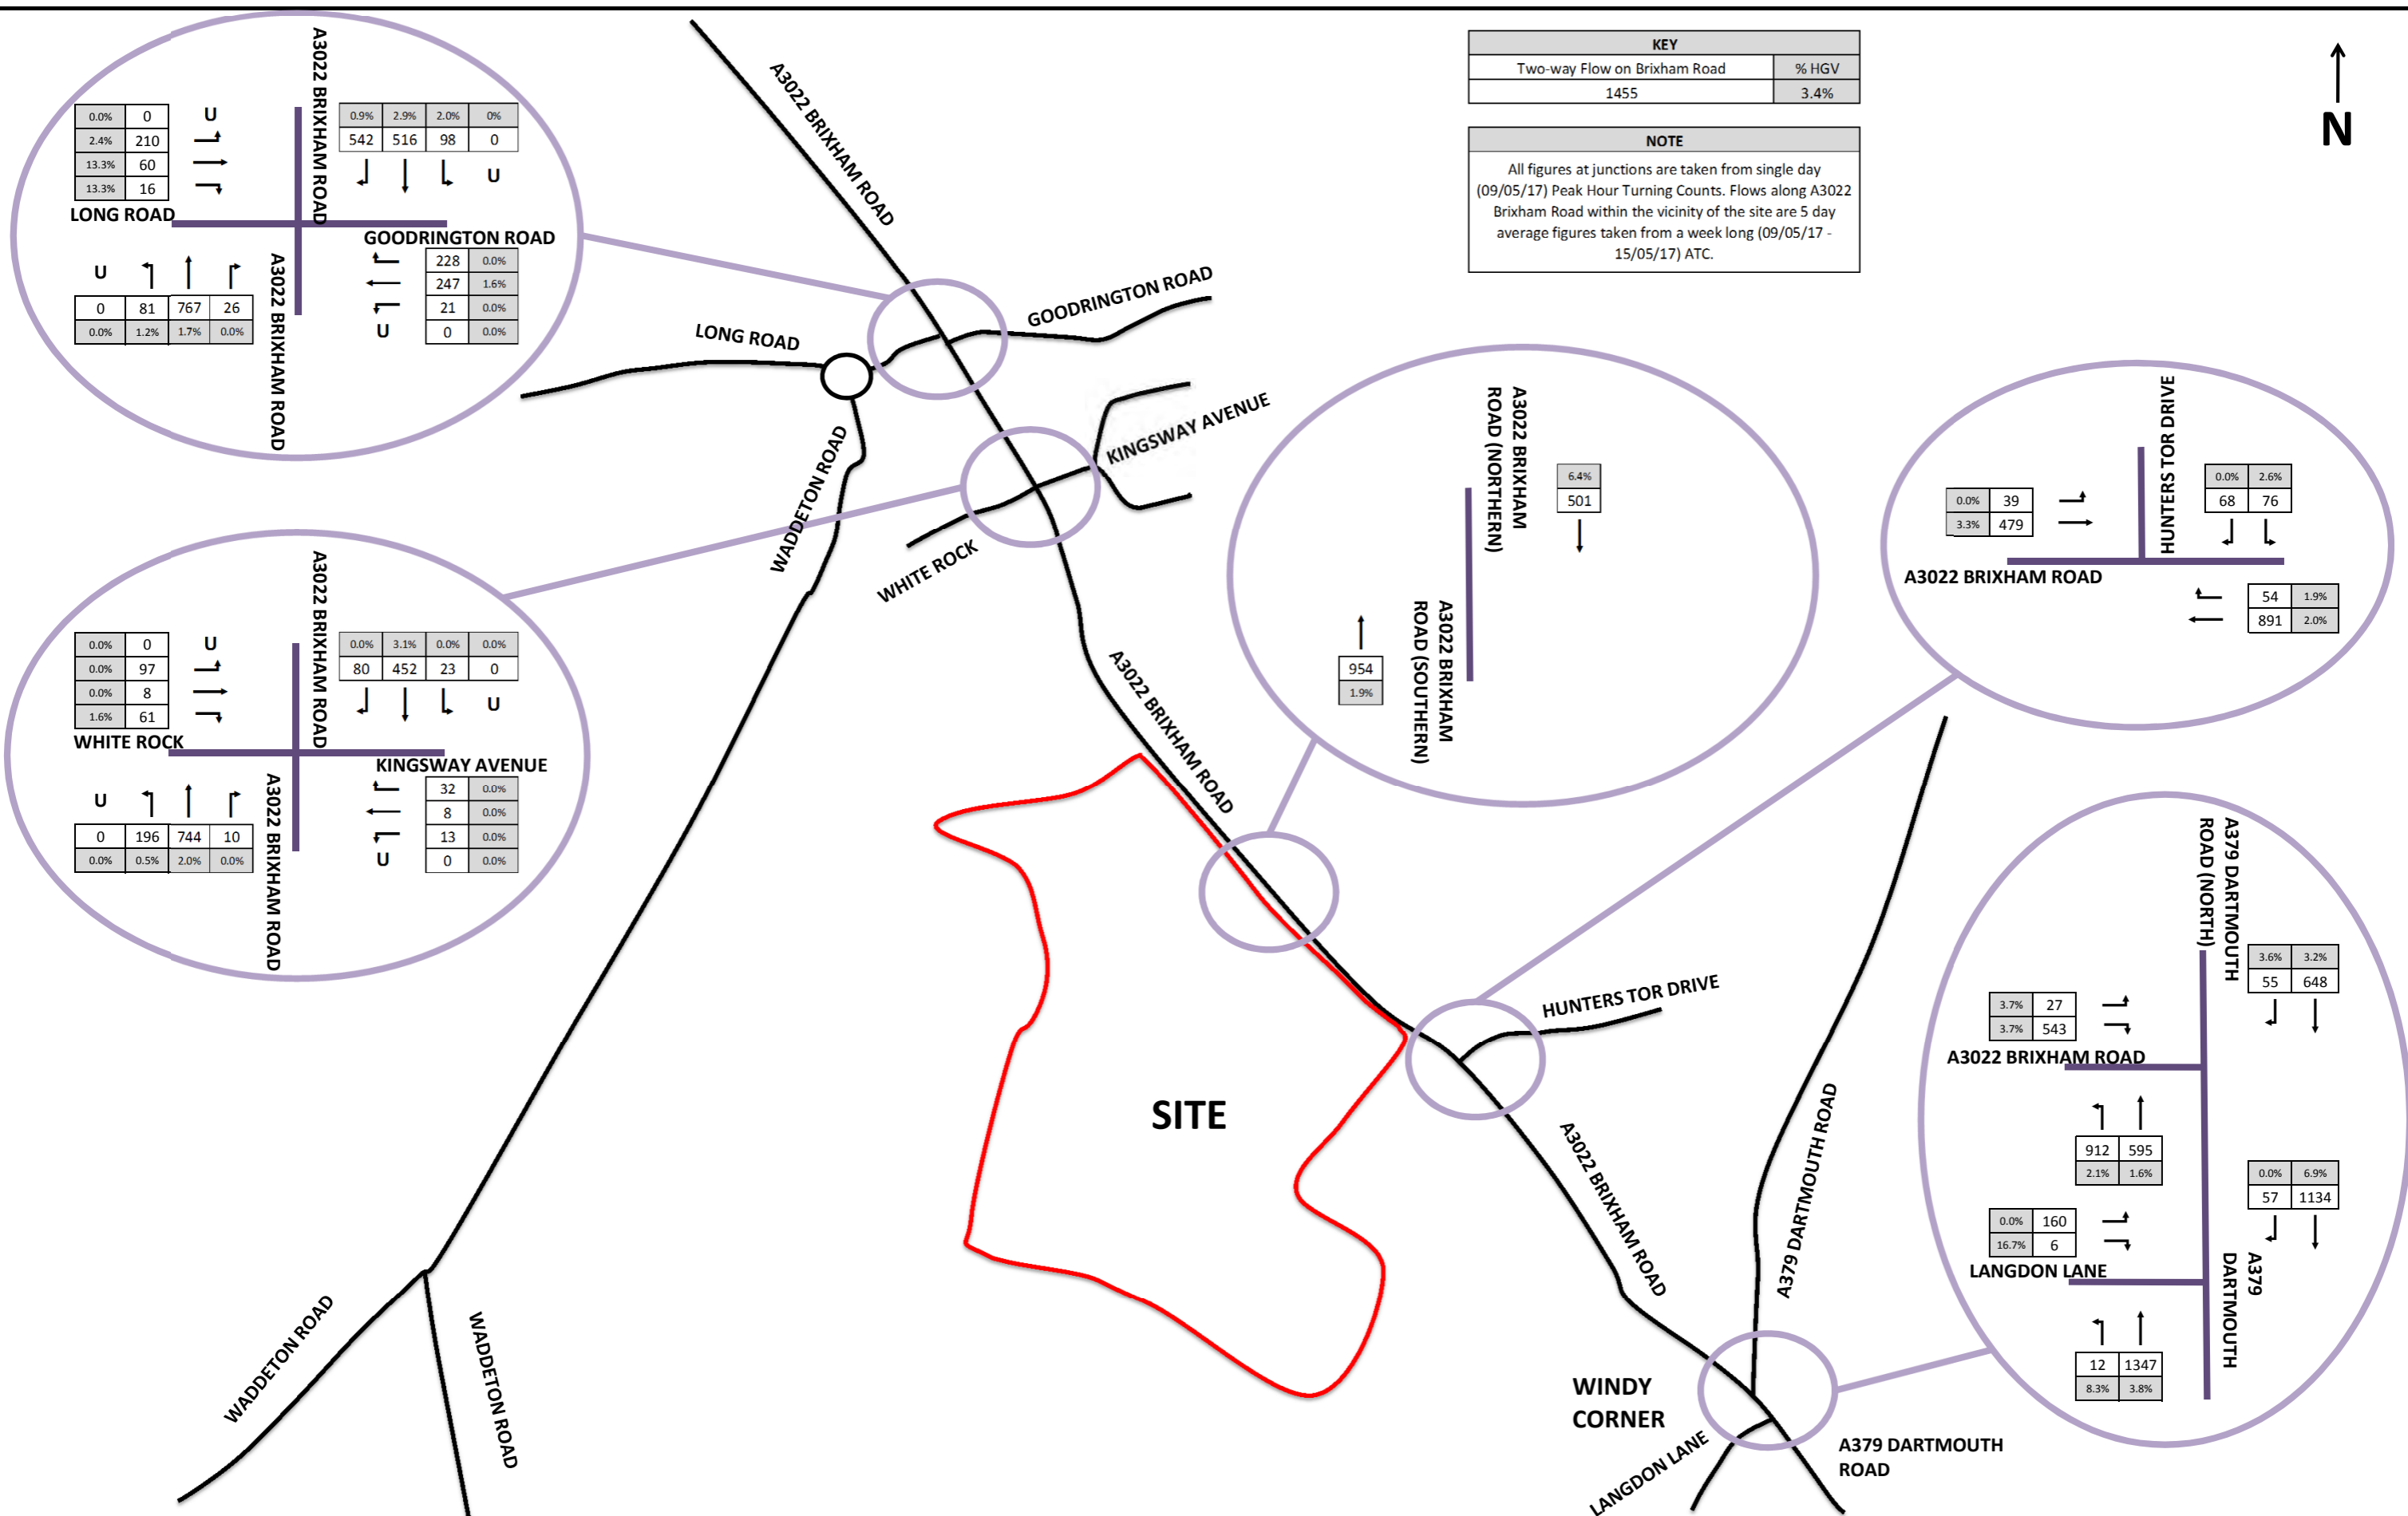 KEY
Two-way Flow on Brixham Road % HGV
1455 3.4%
NOTE
All figures at junctions are taken from single day
(09/05/17) Peak Hour Turning Counts. Flows along A3022
Brixham Road within the vicinity of the site are 5 day
average figures taken from a week long (09/05/17 -
15/05/17) ATC.
N
A3022 BRIXHAM ROAD
0.0% 0 U
2.4% 210
13.3% 60
13.3% 16
LONG ROAD
0.9% 2.9% 2.0% 0%
542 516 98 0
U
GOODRINGTON ROAD
228 0.0%
247 1.6%
21 0.0%
U 0 0.0%
U
0 81 767 26
0.0% 1.2% 1.7% 0.0%
A3022 BRIXHAM ROAD
A3022 BRIXHAM ROAD
LONG ROAD
GOODRINGTON ROAD
KINGSWAY AVENUE
WADDETON ROAD
WHITE ROCK
A3022 BRIXHAM ROAD
A3022 BRIXHAM ROAD
0.0% 0 U
0.0% 97
0.0% 8
1.6% 61
WHITE ROCK
0.0% 3.1% 0.0% 0.0%
80 452 23 0
U
KINGSWAY AVENUE
32 0.0%
8 0.0%
13 0.0%
U 0 0.0%
U
0 196 744 10
0.0% 0.5% 2.0% 0.0%
A3022 BRIXHAM ROAD
A3022 BRIXHAM
ROAD (NORTHERN)
6.4%
501
954
1.9%
A3022 BRIXHAM
ROAD (SOUTHERN)
HUNTERS TOR DRIVE
0.0% 39
3.3% 479
0.0% 2.6%
68 76
A3022 BRIXHAM ROAD
54 1.9%
891 2.0%
A379 DARTMOUTH
ROAD (NORTH)
3.6% 3.2%
55 648
3.7% 27
3.7% 543
A3022 BRIXHAM ROAD
912 595
2.1% 1.6%
0.0% 6.9%
57 1134
0.0% 160
16.7% 6
LANGDON LANE
A379
DARTMOUTH
12 1347
8.3% 3.8%
HUNTERS TOR DRIVE
SITE
A3022 BRIXHAM ROAD
A379 DARTMOUTH ROAD
WADDETON ROAD
WADDETON ROAD
WINDY
CORNER
LANGDON LANE
A379 DARTMOUTH
ROAD